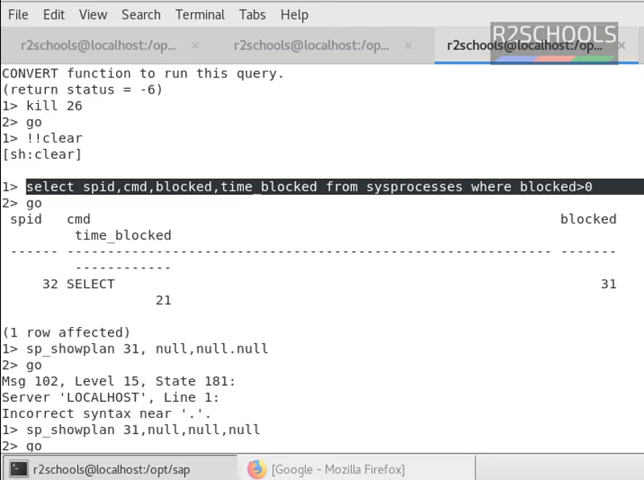 File Edit View Search Terminal Tabs Help
R2SCHOOLS
r2schools@localhost:/op... × r2schools@localhost:/op... × r2schools@localhost:/op... ×
CONVERT function to run this query.
(return status = -6)
1> kill 26
2> go
1> !!clear
[sh:clear]
1> select spid,cmd,blocked,time_blocked from sysprocesses where blocked>0
2> go
spid cmd blocked
time_blocked
------ ------------------------------------------------------------ -------
------------
32 SELECT 31
21
(1 row affected)
1> sp_showplan 31, null,null.null
2> go
Msg 102, Level 15, State 181:
Server 'LOCALHOST', Line 1:
Incorrect syntax near '.'.
1> sp_showplan 31,null,null,null
2> go
r2schools@localhost:/opt/sap [Google - Mozilla Firefox]